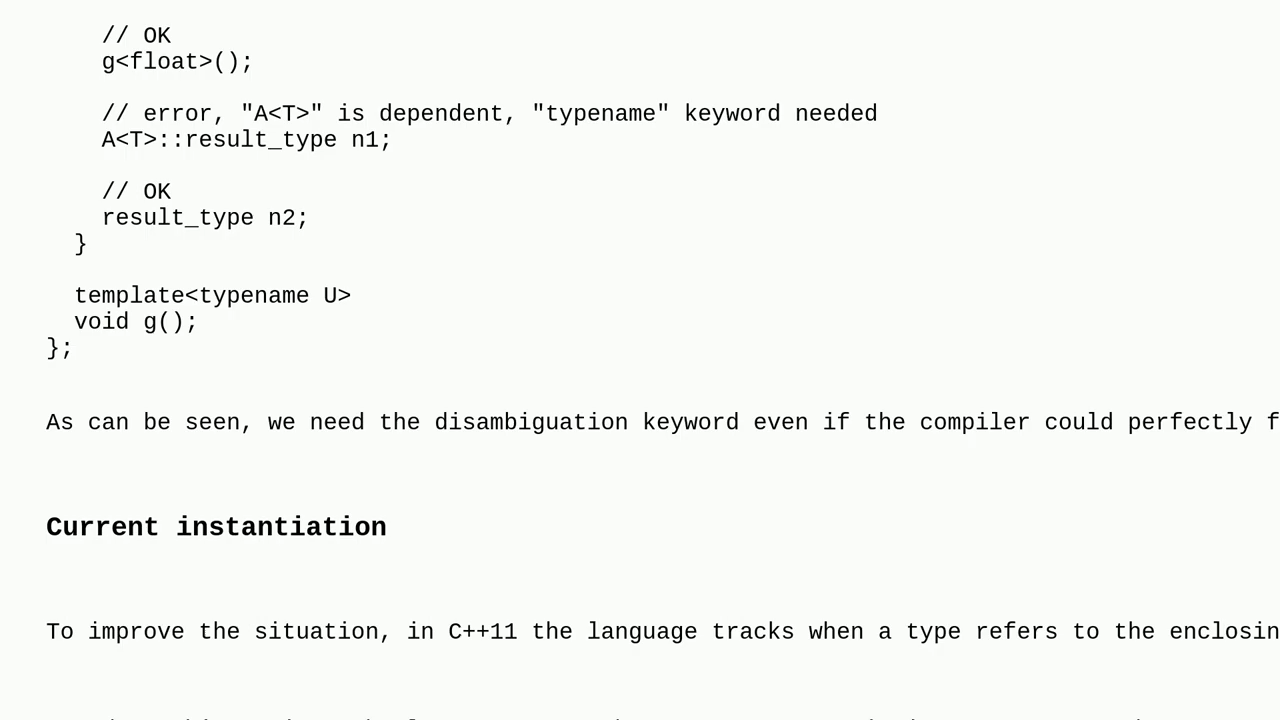 // OK
g<float>();
// error, "A<T>" is dependent, "typename" keyword needed
A<T>::result_type n1;
// OK
result_type n2;
}
template<typename U>
void g();
};
As can be seen, we need the disambiguation keyword even if the compiler could perfectly f
Current instantiation
To improve the situation, in C++11 the language tracks when a type refers to the enclosin